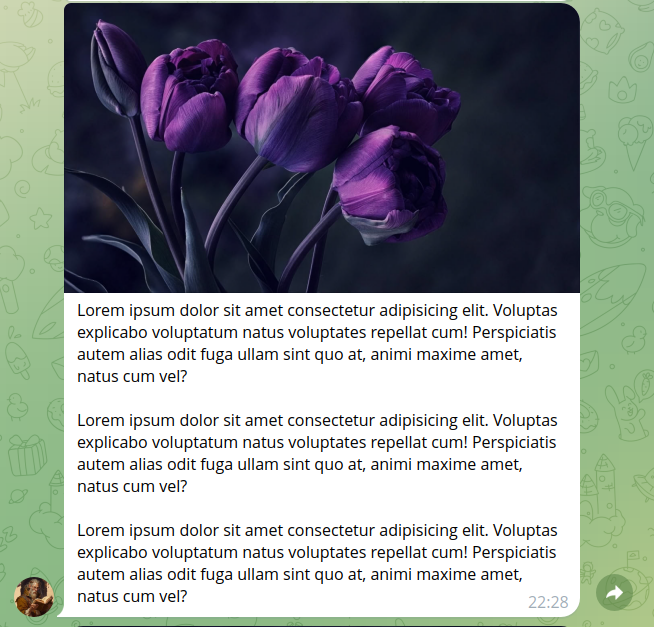 Lorem ipsum dolor sit amet consectetur adipisicing elit. Voluptas
explicabo voluptatum natus voluptates repellat cum! Perspiciatis
autem alias odit fuga ullam sint quo at, animi maxime amet,
natus cum vel?
Lorem ipsum dolor sit amet consectetur adipisicing elit. Voluptas
explicabo voluptatum natus voluptates repellat cum! Perspiciatis
autem alias odit fuga ullam sint quo at, animi maxime amet,
natus cum vel?
Lorem ipsum dolor sit amet consectetur adipisicing elit. Voluptas
explicabo voluptatum natus voluptates repellat cum! Perspiciatis
autem alias odit fuga ullam sint quo at, animi maxime amet,
natus cum vel?
22:28